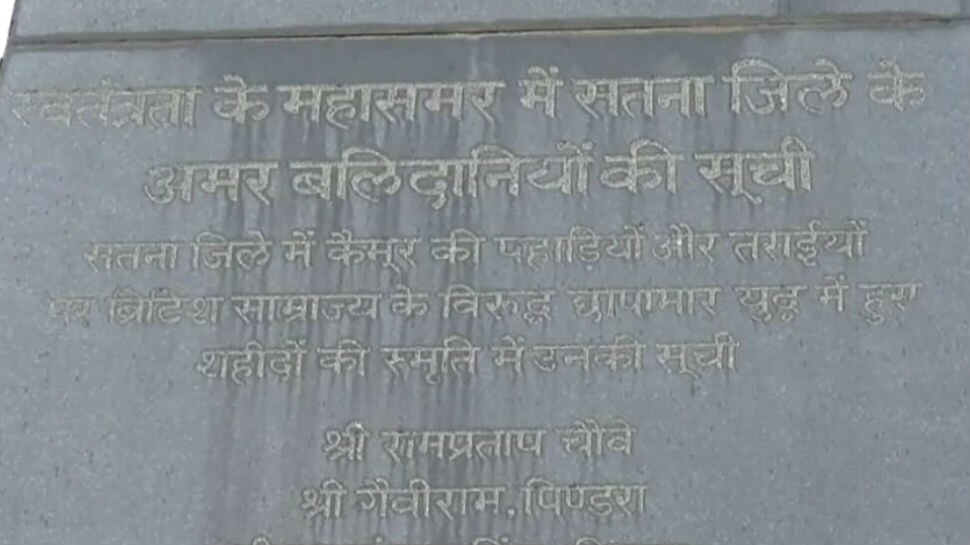 स्वतंत्रता के महासमर में सतना जिले के
अमर बलिदानियों की सूची
सतना जिले में कैमूर की पहाड़ियों और तराईयों
पर ब्रिटिश साम्राज्य के विरुद्ध छापामार युद्ध में हुए
शहीदों की स्मृति में उनकी सूची
श्री रामप्रताप चौवे
श्री गैवीराम, पिण्डरा